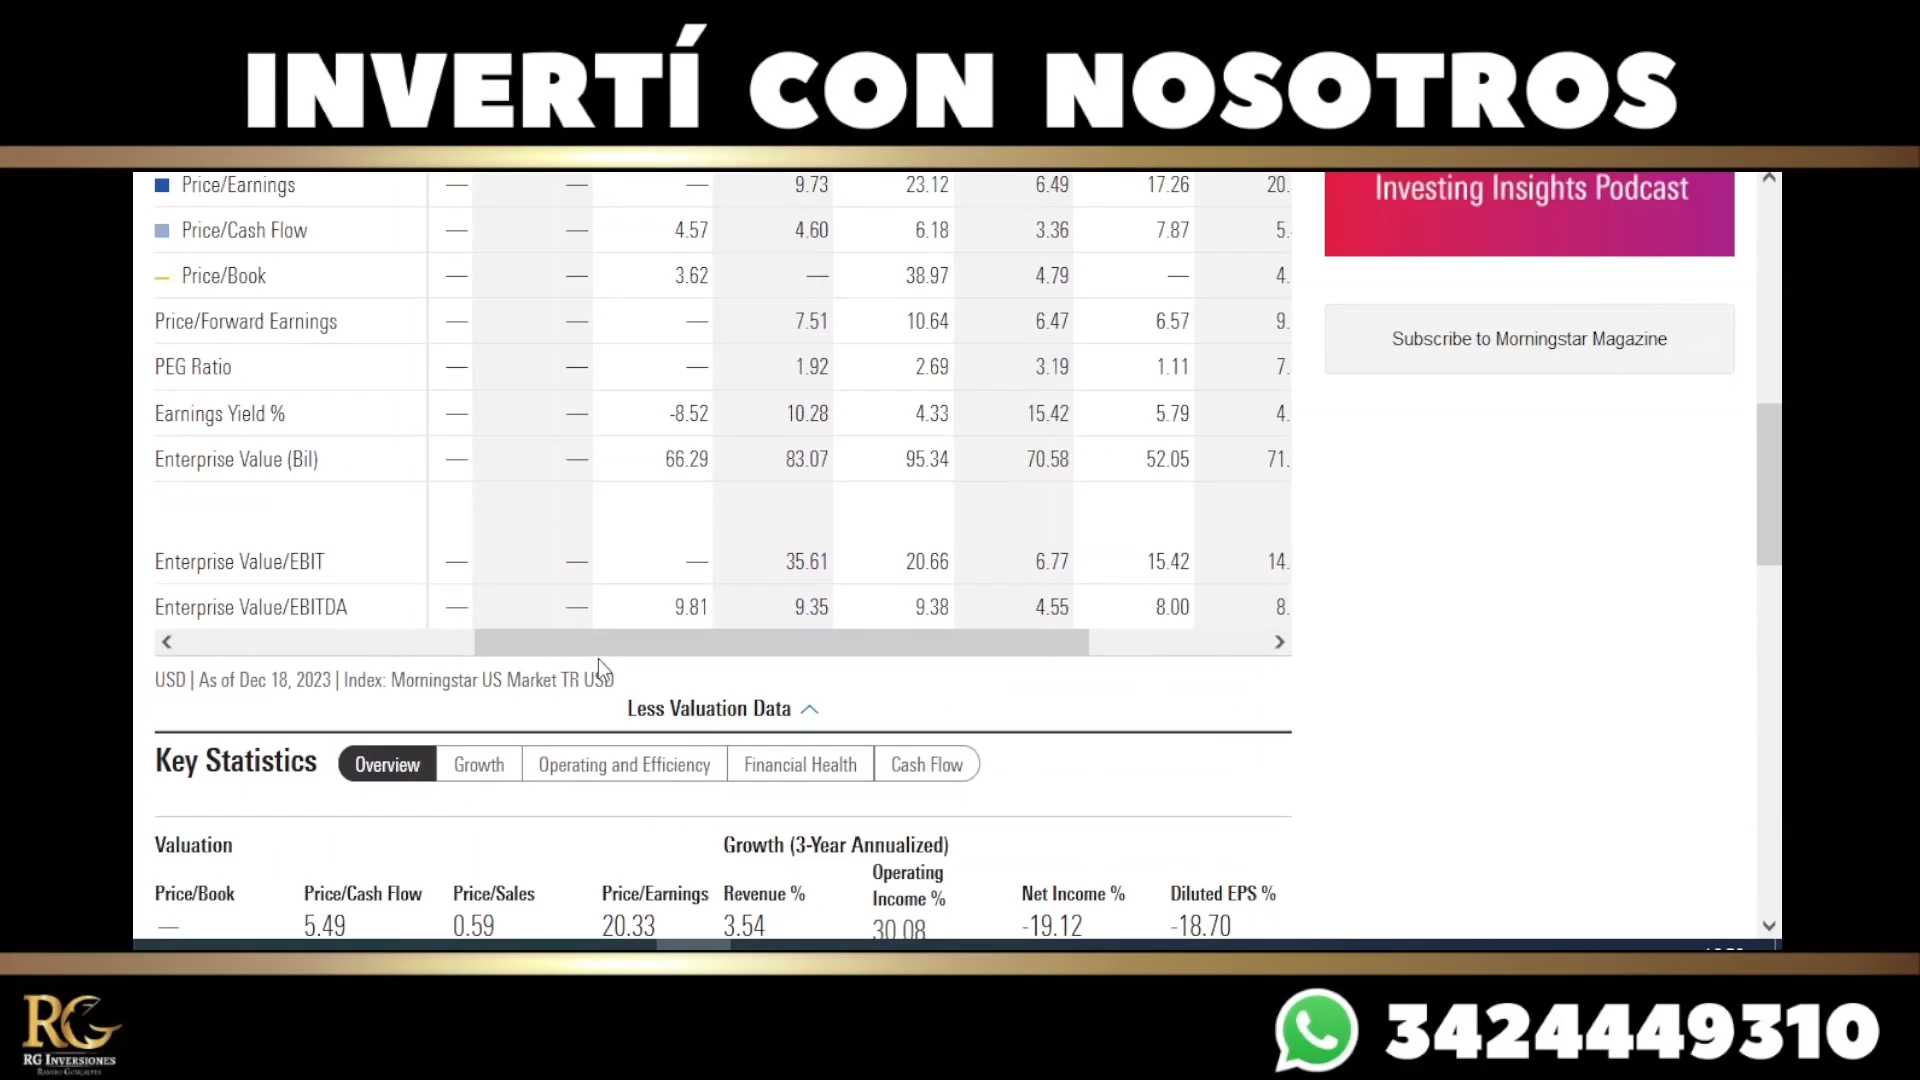 INVERTÍ CON NOSOTROS
Price/Earnings — — — 9.73 23.12 6.49 17.26 20.
Price/Cash Flow — — 4.57 4.60 6.18 3.36 7.87 5.
Price/Book — — 3.62 — 38.97 4.79 — 4.
Price/Forward Earnings — — — 7.51 10.64 6.47 6.57 9.
PEG Ratio — — — 1.92 2.69 3.19 1.11 7.
Earnings Yield % — — -8.52 10.28 4.33 15.42 5.79 4.
Enterprise Value (Bil) — — 66.29 83.07 95.34 70.58 52.05 71.
Enterprise Value/EBIT — — — 35.61 20.66 6.77 15.42 14.
Enterprise Value/EBITDA — — 9.81 9.35 9.38 4.55 8.00 8.
Investing Insights Podcast
Subscribe to Morningstar Magazine
USD | As of Dec 18, 2023 | Index: Morningstar US Market TR USD
Less Valuation Data
Key Statistics Overview Growth Operating and Efficiency Financial Health Cash Flow
Valuation Growth (3-Year Annualized)
Price/Book Price/Cash Flow Price/Sales Price/Earnings Revenue % Operating Income % Net Income % Diluted EPS %
— 5.49 0.59 20.33 3.54 30.08 -19.12 -18.70
RG
RG INVERSIONES
3424449310